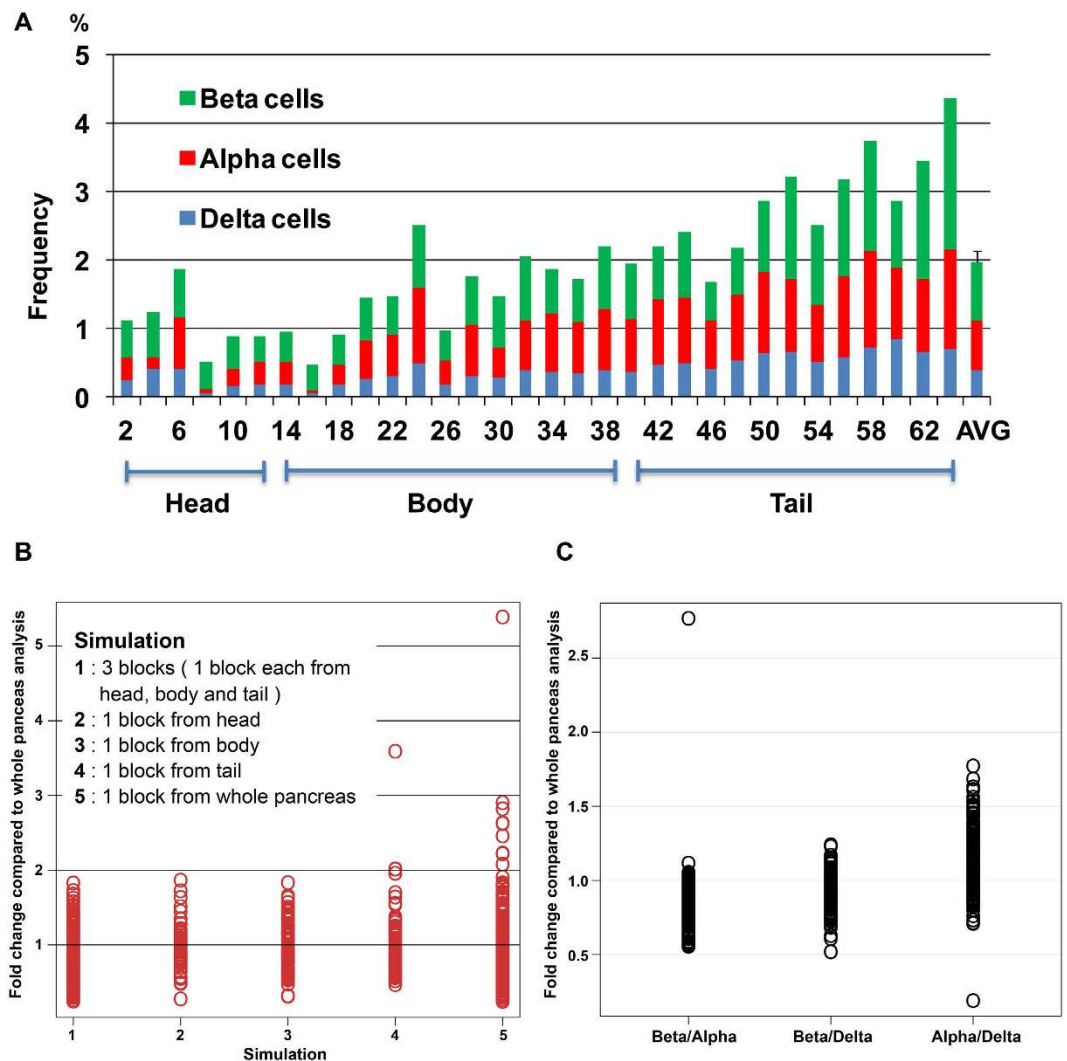 A
%
5
4
3
2
1
0
Frequency
Beta cells
Alpha cells
Delta cells
2 6 10 14 18 22 26 30 34 38 42 46 50 54 58 62 AVG
Head Body Tail
B
Fold change compared to whole panceas analysis
5
4
3
2
1
Simulation
1 : 3 blocks ( 1 block each from
head, body and tail )
2 : 1 block from head
3 : 1 block from body
4 : 1 block from tail
5 : 1 block from whole pancreas
1 2 3 4 5
Simulation
C
Fold change compared to whole panceas analysis
2.5
2.0
1.5
1.0
0.5
Beta/Alpha Beta/Delta Alpha/Delta